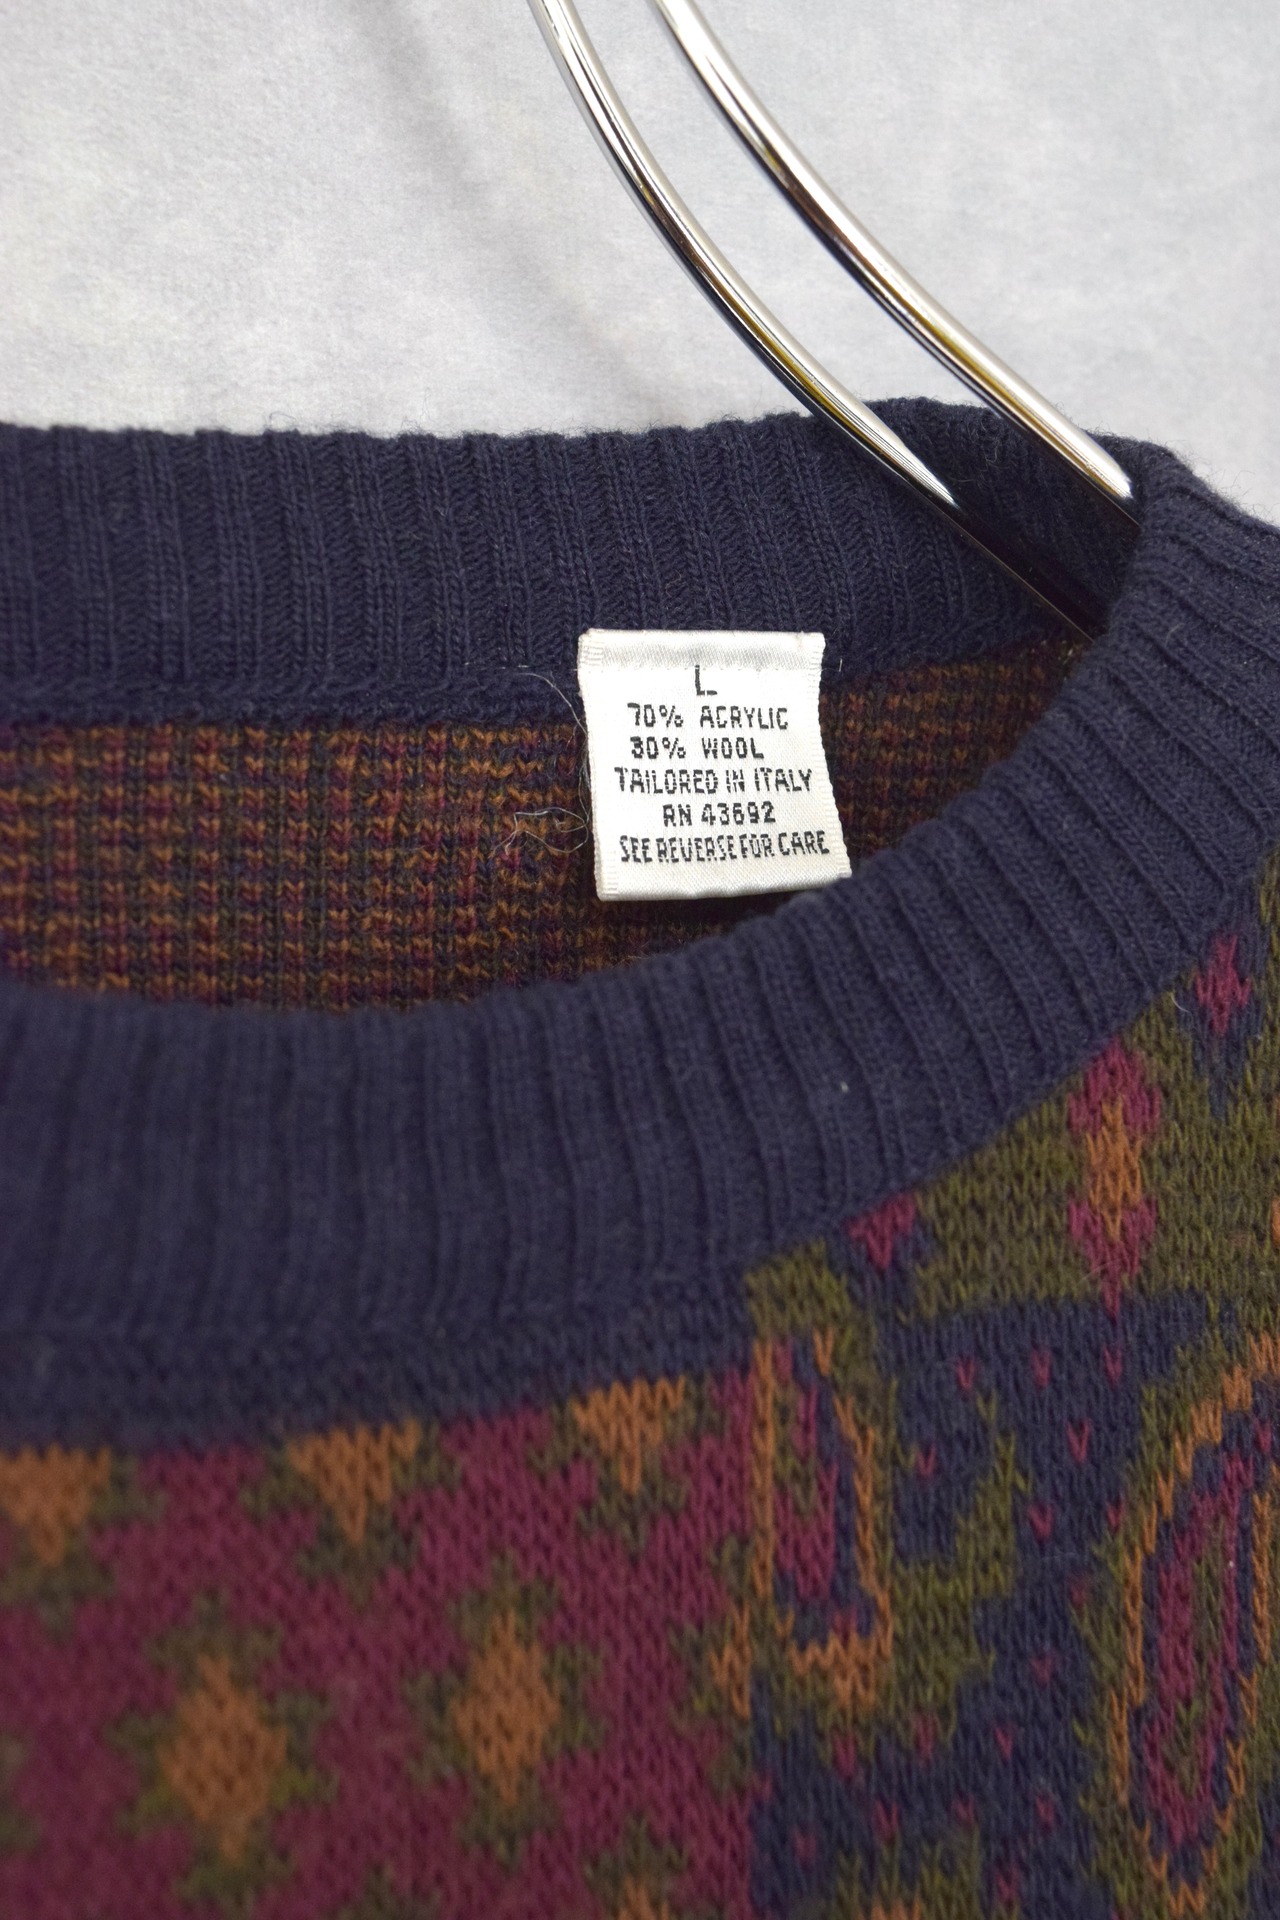 L
70% ACRYLIC
30% WOOL
TAILORED IN ITALY
RN 43692
SEE REVERSE FOR CARE